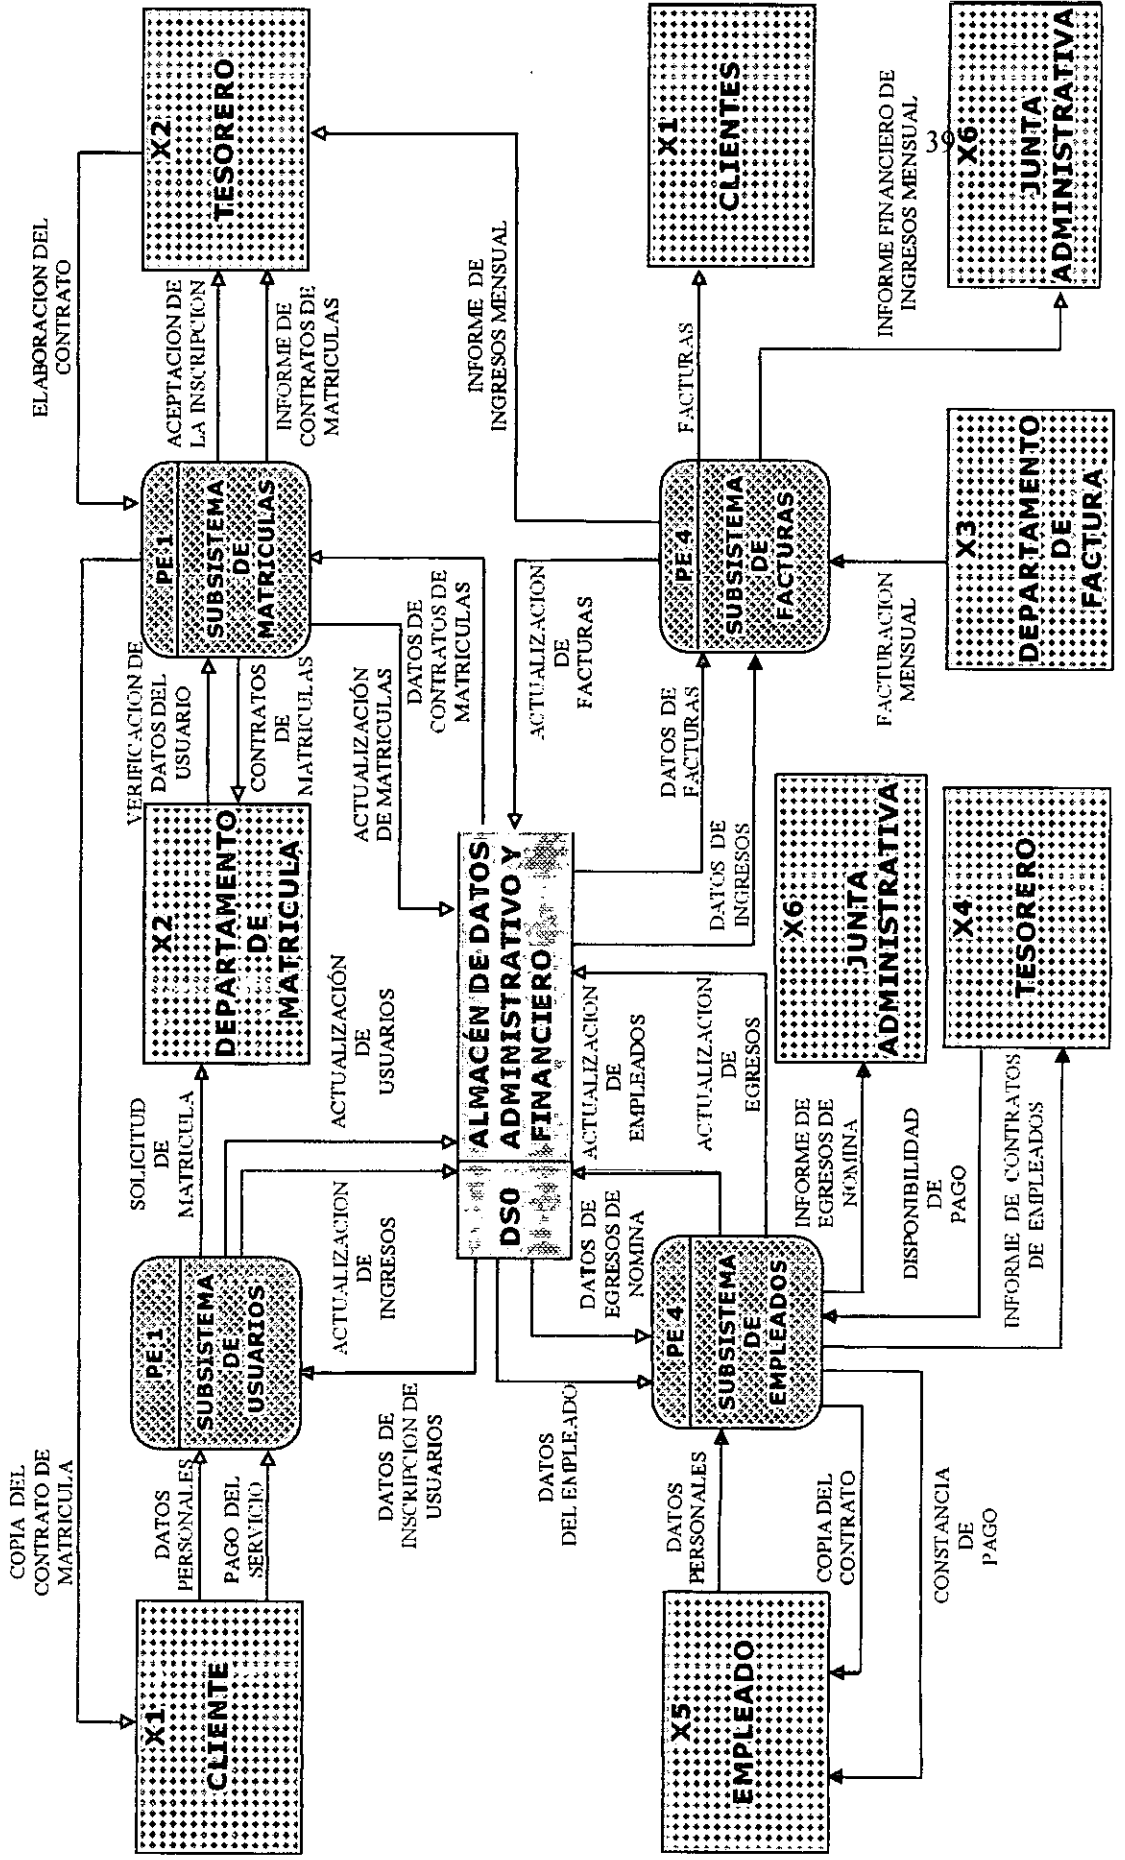 COPIA DEL
CONTRATO DE
MATRICULA
ELABORACION DEL
CONTRATO
X1
CLIENTE
DATOS
PERSONALES
PAGO DEL
SERVICIO
PE 1
SUBSISTEMA
DE
USUARIOS
SOLICITUD
DE
MATRICULA
X2
DEPARTAMENTO
DE
MATRICULA
VERIFICACION DE
DATOS DEL
USUARIO
CONTRATOS
DE
MATRICULAS
PE 1
SUBSISTEMA
DE
MATRICULAS
ACEPTACION DE
LA INSCRIPCION
INFORME DE
CONTRATOS DE
MATRICULAS
X2
TESORERO
ACTUALIZACION
DE
INGRESOS
ACTUALIZACIÓN
DE
USUARIOS
ACTUALIZACIÓN
DE MATRICULAS
DATOS DE
CONTRATOS DE
MATRICULAS
DATOS DE
INSCRIPCION DE
USUARIOS
DS0
ALMACÉN DE DATOS
ADMINISTRATIVO Y
FINANCIERO
INFORME DE
INGRESOS MENSUAL
ACTUALIZACION
DE
FACTURAS
DATOS
DEL EMPLEADO
DATOS DE
EGRESOS DE
NOMINA
ACTUALIZACION
DE
EMPLEADOS
ACTUALIZACION
DE
EGRESOS
DATOS DE
FACTURAS
DATOS DE
INGRESOS
X5
EMPLEADO
DATOS
PERSONALES
COPIA DEL
CONTRATO
CONSTANCIA
DE
PAGO
PE 4
SUBSISTEMA
DE
EMPLEADOS
INFORME DE
EGRESOS DE
NOMINA
DISPONIBILIDAD
DE
PAGO
INFORME DE CONTRATOS
DE EMPLEADOS
X6
JUNTA
ADMINISTRATIVA
X4
TESORERO
PE 4
SUBSISTEMA
DE
FACTURAS
FACTURAS
X1
CLIENTES
FACTURACION
MENSUAL
X3
DEPARTAMENTO
DE
FACTURA
INFORME FINANCIERO DE
INGRESOS MENSUAL
X6
JUNTA
ADMINISTRATIVA
39